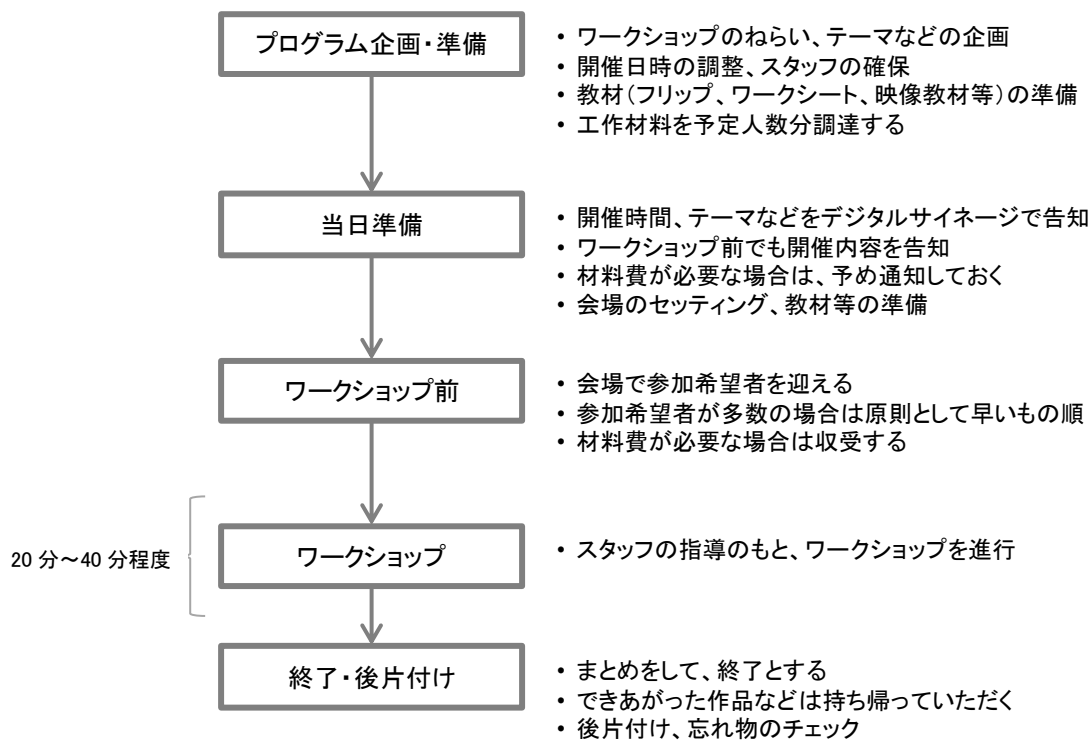 プログラム企画・準備
• ワークショップのねらい、テーマなどの企画
• 開催日時の調整、スタッフの確保
• 教材(フリップ、ワークシート、映像教材等)の準備
• 工作材料を予定人数分調達する
当日準備
• 開催時間、テーマなどをデジタルサイネージで告知
• ワークショップ前でも開催内容を告知
• 材料費が必要な場合は、予め通知しておく
• 会場のセッティング、教材等の準備
ワークショップ前
• 会場で参加希望者を迎える
• 参加希望者が多数の場合は原則として早いもの順
• 材料費が必要な場合は収受する
20 分~40 分程度
ワークショップ
• スタッフの指導のもと、ワークショップを進行
終了・後片付け
• まとめをして、終了とする
• できあがった作品などは持ち帰っていただく
• 後片付け、忘れ物のチェック